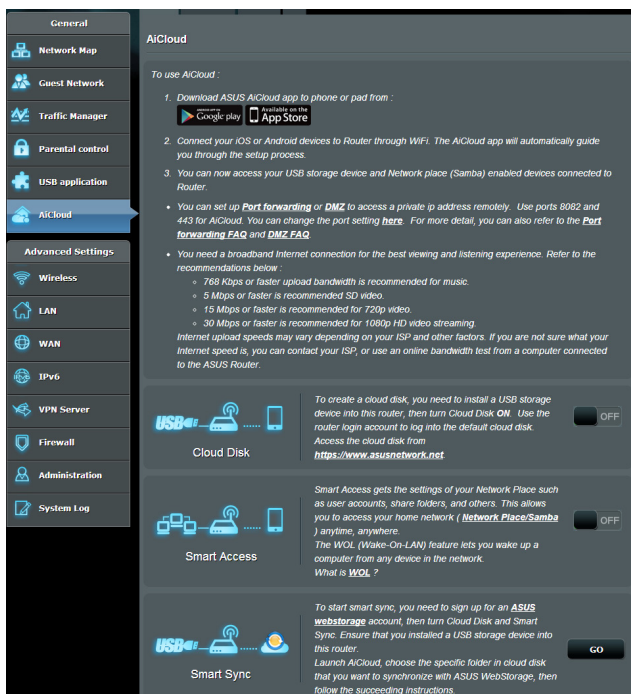 General
Network Map
Guest Network
Traffic Manager
Parental control
USB application
AiCloud
Advanced Settings
Wireless
LAN
WAN
IPv6
VPN Server
Firewall
Administration
System Log
AiCloud
To use AiCloud :
1. Download ASUS AiCloud app to phone or pad from :
ANDROID APP ON
Google play
Available on the
App Store
2. Connect your iOS or Android devices to Router through WiFi. The AiCloud app will automatically guide
you through the setup process.
3. You can now access your USB storage device and Network place (Samba) enabled devices connected to
Router.
• You can set up Port forwarding or DMZ to access a private ip address remotely. Use ports 8082 and
443 for AiCloud. You can change the port setting here. For more detail, you can also refer to the Port
forwarding FAQ and DMZ FAQ.
• You need a broadband Internet connection for the best viewing and listening experience. Refer to the
recommendations below :
◦ 768 Kbps or faster upload bandwidth is recommended for music.
◦ 5 Mbps or faster is recommended SD video.
◦ 15 Mbps or faster is recommended for 720p video.
◦ 30 Mbps or faster is recommended for 1080p HD video streaming.
Internet upload speeds may vary depending on your ISP and other factors. If you are not sure what your
Internet speed is, you can contact your ISP, or use an online bandwidth test from a computer connected
to the ASUS Router.
USB
Cloud Disk
To create a cloud disk, you need to install a USB storage
device into this router, then turn Cloud Disk ON. Use the
router login account to log into the default cloud disk.
Access the cloud disk from
https://www.asusnetwork.net.
OFF
Smart Access
Smart Access gets the settings of your Network Place such
as user accounts, share folders, and others. This allows
you to access your home network ( Network Place/Samba
) anytime, anywhere.
The WOL (Wake-On-LAN) feature lets you wake up a
computer from any device in the network.
What is WOL ?
OFF
USB
Smart Sync
To start smart sync, you need to sign up for an ASUS
webstorage account, then turn Cloud Disk and Smart
Sync. Ensure that you installed a USB storage device into
this router.
Launch AiCloud, choose the specific folder in cloud disk
that you want to synchronize with ASUS WebStorage, then
follow the succeeding instructions.
GO